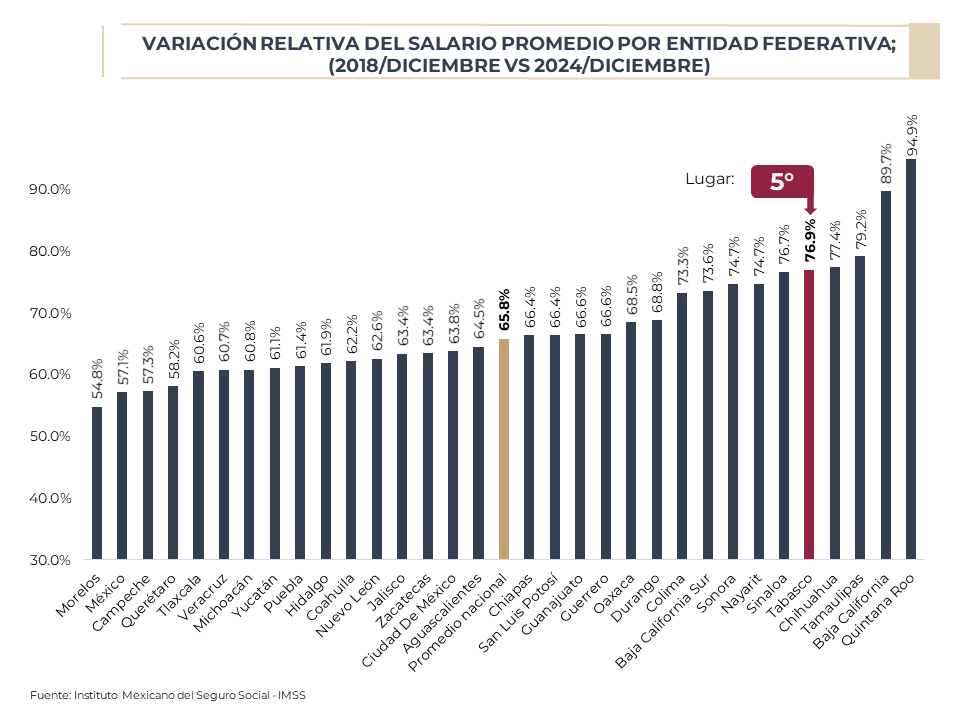 VARIACIÓN RELATIVA DEL SALARIO PROMEDIO POR ENTIDAD FEDERATIVA;
(2018/DICIEMBRE VS 2024/DICIEMBRE)
Lugar:
5°
90.0%
80.0%
70.0%
60.0%
50.0%
40.0%
30.0%
54.8%
57.1%
57.3%
58.2%
60.6%
60.7%
60.8%
61.1%
61.4%
61.9%
62.2%
62.6%
63.4%
63.4%
63.8%
64.5%
65.8%
66.4%
66.4%
66.6%
66.6%
68.5%
68.8%
73.3%
73.6%
74.7%
74.7%
76.7%
76.9%
77.4%
79.2%
89.7%
94.9%
Morelos
México
Campeche
Querétaro
Tlaxcala
Veracruz
Michoacán
Yucatán
Puebla
Hidalgo
Coahuila
Nuevo León
Jalisco
Zacatecas
Ciudad De México
Aguascalientes
Promedio nacional
Chiapas
San Luis Potosí
Guanajuato
Guerrero
Oaxaca
Durango
Colima
Baja California Sur
Sonora
Nayarit
Sinaloa
Tabasco
Chihuahua
Tamaulipas
Baja California
Quintana Roo
Fuente: Instituto Mexicano del Seguro Social - IMSS